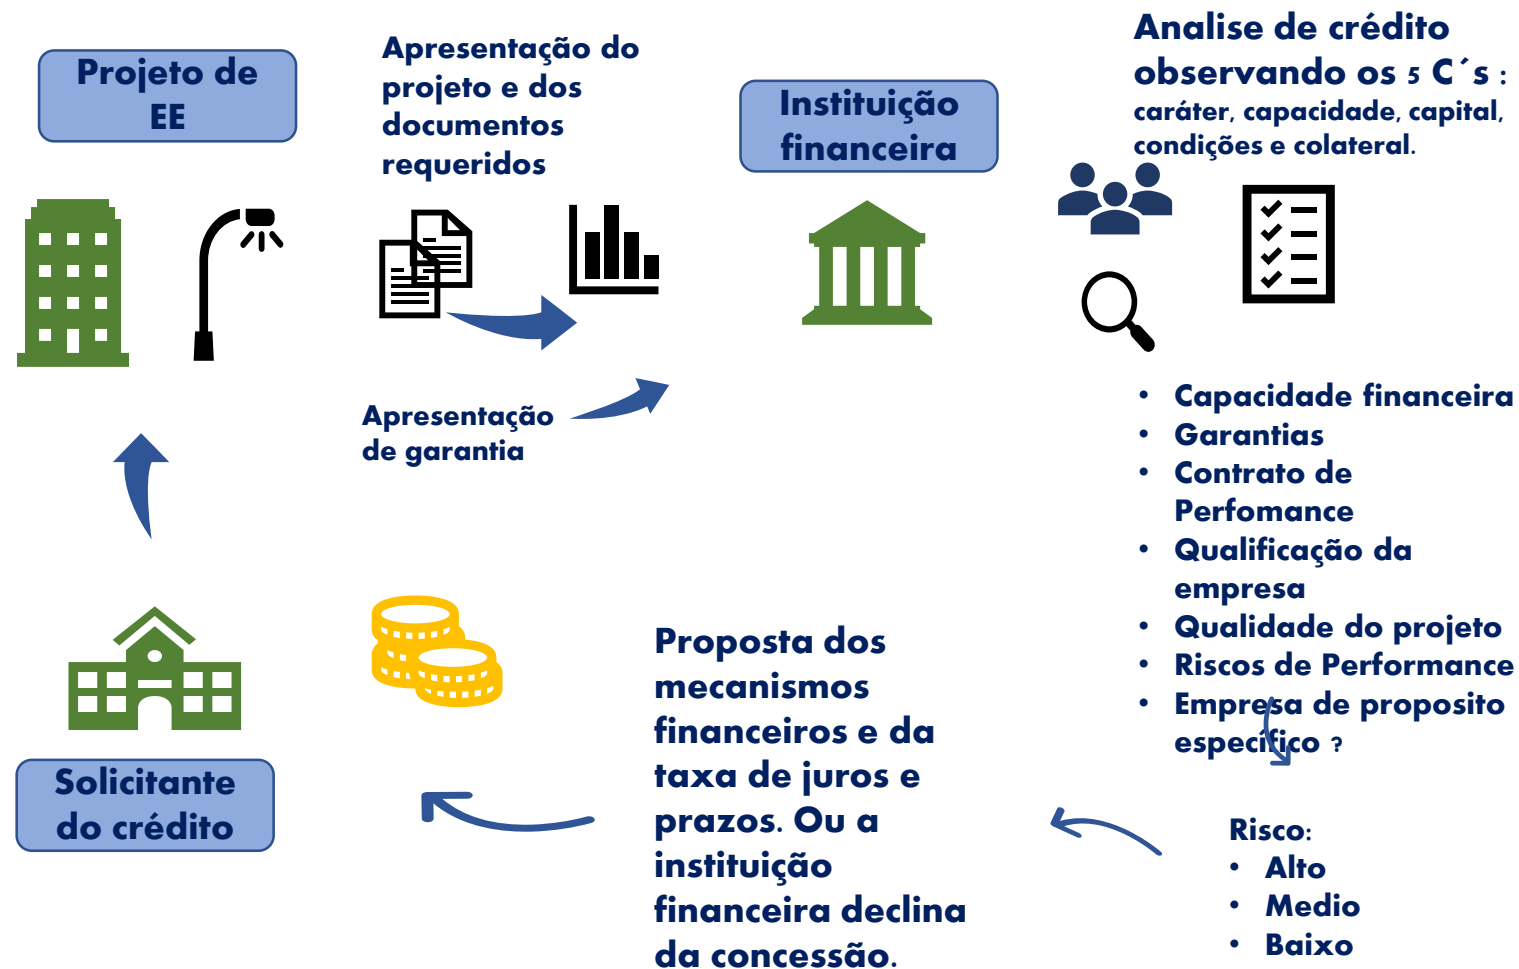 Projeto de
EE
Apresentação do
projeto e dos
documentos
requeridos
Instituição
financeira
Analise de crédito
observando os 5 C´s :
caráter, capacidade, capital,
condições e colateral.
Apresentação
de garantia
• Capacidade financeira
• Garantias
• Contrato de
Perfomance
• Qualificação da
empresa
• Qualidade do projeto
• Riscos de Performance
• Empresa de proposito
específico ?
Risco:
• Alto
• Medio
• Baixo
Proposta dos
mecanismos
financeiros e da
taxa de juros e
prazos. Ou a
instituição
financeira declina
da concessão.
Solicitante
do crédito